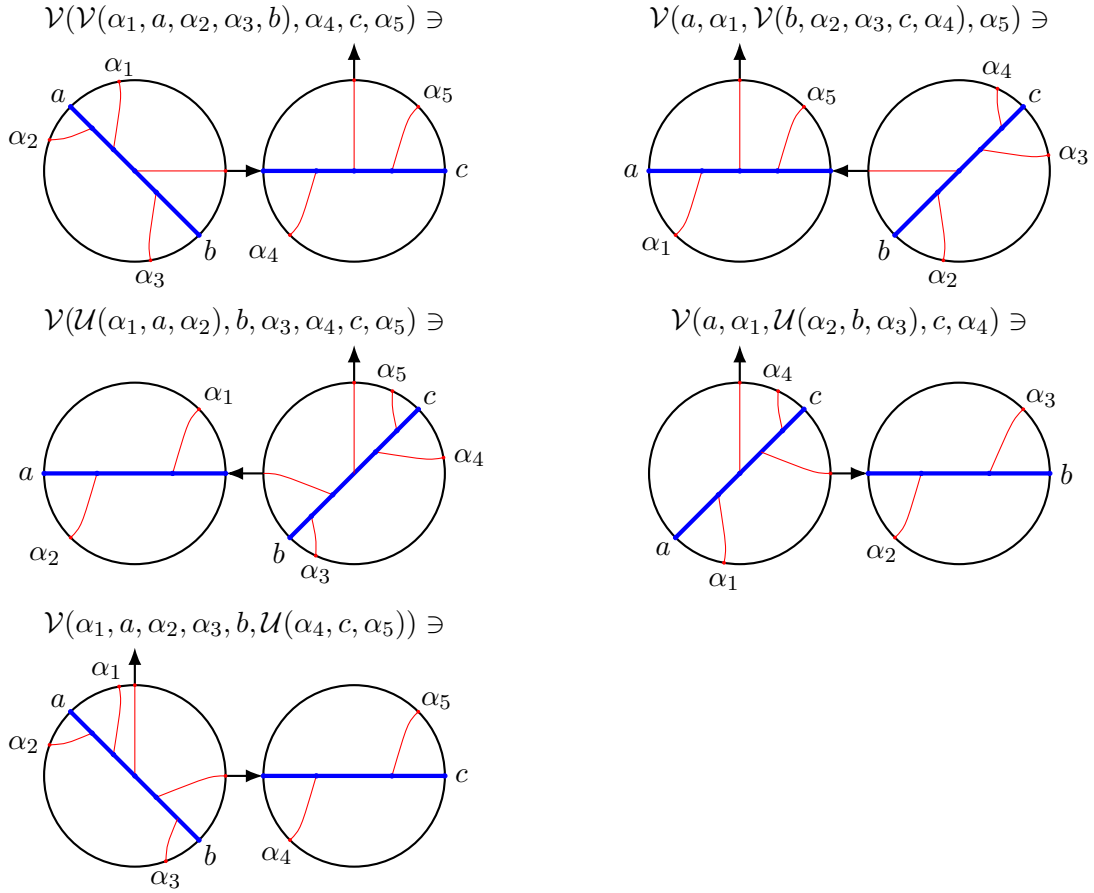 𝒱(𝒱(α₁, a, α₂, α₃, b), α₄, c, α₅) ∋
α₁
a
α₂
α₃
b
α₅
c
α₄
𝒱(a, α₁, 𝒱(b, α₂, α₃, c, α₄), α₅) ∋
α₅
a
α₁
α₄
c
α₃
b
α₂
𝒱(𝒰(α₁, a, α₂), b, α₃, α₄, c, α₅) ∋
α₁
a
α₂
α₅
c
α₄
b
α₃
𝒱(a, α₁, 𝒰(α₂, b, α₃), c, α₄) ∋
α₄
c
a
α₁
α₃
b
α₂
𝒱(α₁, a, α₂, α₃, b, 𝒰(α₄, c, α₅)) ∋
α₁
a
α₂
α₃
b
α₅
c
α₄